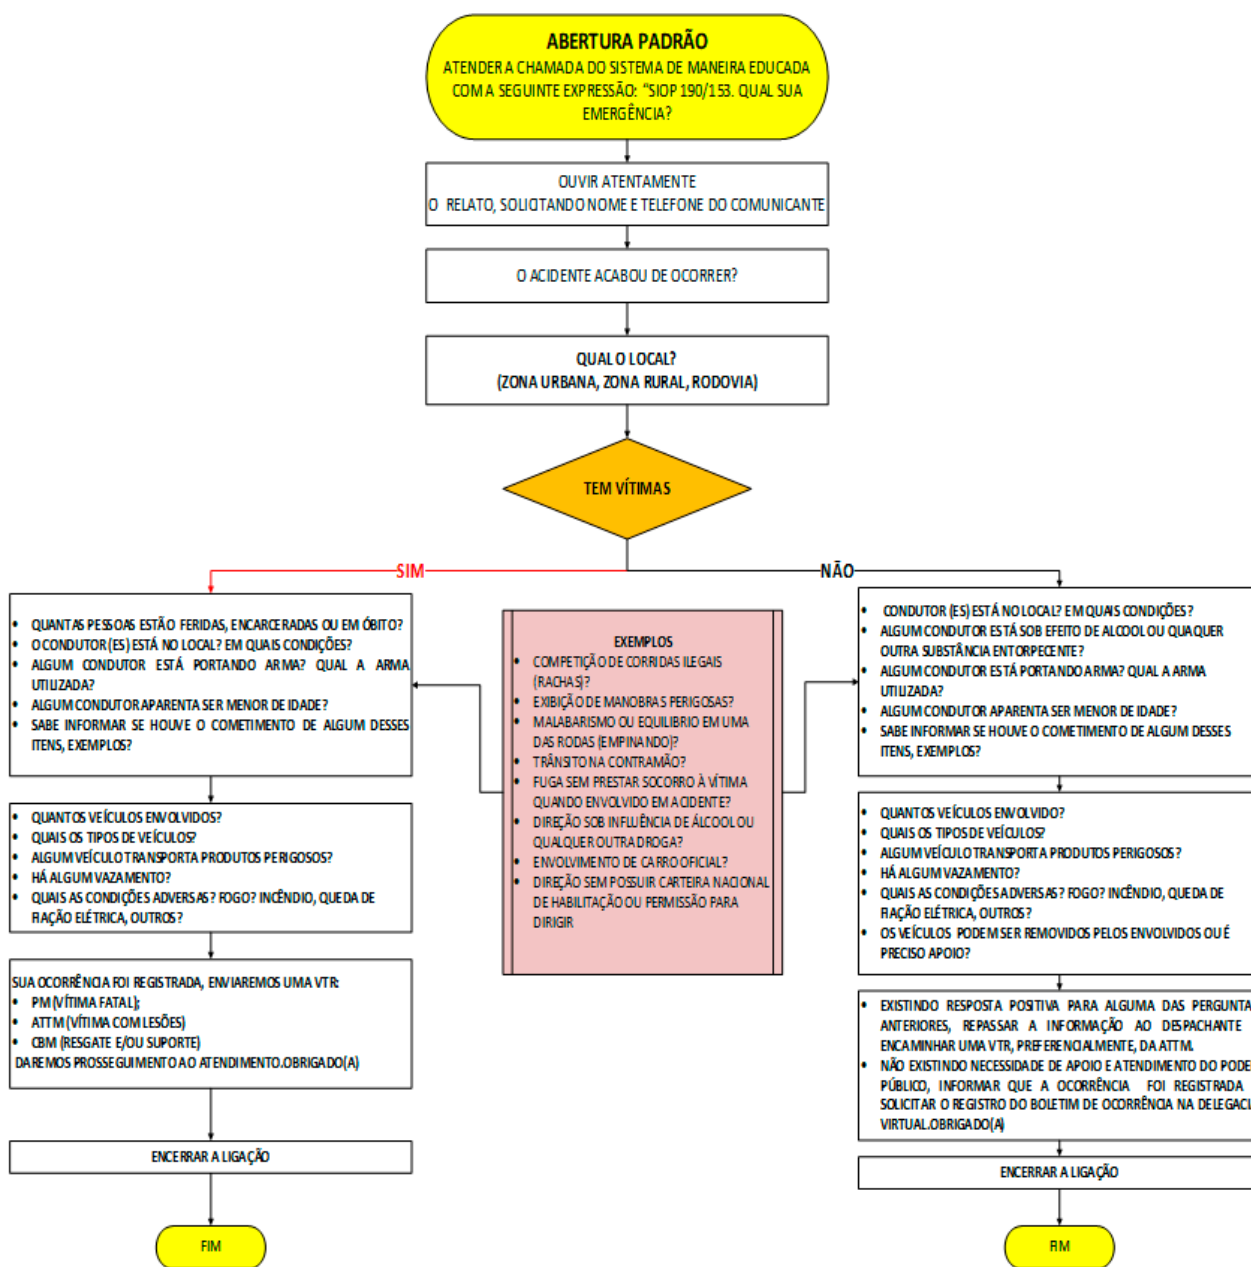 ABERTURA PADRÃO
ATENDER A CHAMADA DO SISTEMA DE MANEIRA EDUCADA
COM A SEGUINTE EXPRESSÃO: "SIOP 190/153. QUAL SUA
EMERGÊNCIA?
OUVIR ATENTAMENTE
O RELATO, SOLICITANDO NOME E TELEFONE DO COMUNICANTE
O ACIDENTE ACABOU DE OCORRER?
QUAL O LOCAL?
(ZONA URBANA, ZONA RURAL, RODOVIA)
TEM VÍTIMAS
SIM
NÃO
• QUANTAS PESSOAS ESTÃO FERIDAS, ENCARCERADAS OU EM ÓBITO?
• O CONDUTOR (ES) ESTÁ NO LOCAL? EM QUAIS CONDIÇÕES?
• ALGUM CONDUTOR ESTÁ PORTANDO ARMA? QUAL A ARMA
UTILIZADA?
• ALGUM CONDUTOR APARENTA SER MENOR DE IDADE?
• SABE INFORMAR SE HOUVE O COMETIMENTO DE ALGUM DESSES
ITENS, EXEMPLOS?
• QUANTOS VEÍCULOS ENVOLVIDOS?
• QUAIS OS TIPOS DE VEÍCULOS?
• ALGUM VEÍCULO TRANSPORTA PRODUTOS PERIGOSOS?
• HÁ ALGUM VAZAMENTO?
• QUAIS AS CONDIÇÕES ADVERSAS? FOGO? INCÊNDIO, QUEDA DE
FIAÇÃO ELÉTRICA, OUTROS?
SUA OCORRÊNCIA FOI REGISTRADA, ENVIAREMOS UMA VTR:
• PM (VÍTIMA FATAL);
• ATTM (VÍTIMA COM LESÕES)
• CBM (RESGATE E/OU SUPORTE)
DAREMOS PROSSEGUIMENTO AO ATENDIMENTO.OBRIGADO(A)
ENCERRAR A LIGAÇÃO
FIM
EXEMPLOS
• COMPETIÇÃO DE CORRIDAS ILEGAIS
(RACHAS)?
• EXIBIÇÃO DE MANOBRAS PERIGOSAS?
• MALABARISMO OU EQUILIBRIO EM UMA
DAS RODAS (EMPINANDO)?
• TRÂNSITO NA CONTRAMÃO?
• FUGA SEM PRESTAR SOCORRO À VÍTIMA
QUANDO ENVOLVIDO EM ACIDENTE?
• DIREÇÃO SOB INFLUÊNCIA DE ÁLCOOL OU
QUALQUER OUTRA DROGA?
• ENVOLVIMENTO DE CARRO OFICIAL?
• DIREÇÃO SEM POSSUIR CARTEIRA NACIONAL
DE HABILITAÇÃO OU PERMISSÃO PARA
DIRIGIR
• CONDUTOR (ES) ESTÁ NO LOCAL? EM QUAIS CONDIÇÕES?
• ALGUM CONDUTOR ESTÁ SOB EFEITO DE ALCOOL OU QUAQUER
OUTRA SUBSTÂNCIA ENTORPECENTE?
• ALGUM CONDUTOR ESTÁ PORTANDO ARMA? QUAL A ARMA
UTILIZADA?
• ALGUM CONDUTOR APARENTA SER MENOR DE IDADE?
• SABE INFORMAR SE HOUVE O COMETIMENTO DE ALGUM DESSES
ITENS, EXEMPLOS?
• QUANTOS VEÍCULOS ENVOLVIDO?
• QUAIS OS TIPOS DE VEÍCULOS?
• ALGUM VEÍCULO TRANSPORTA PRODUTOS PERIGOSOS?
• HÁ ALGUM VAZAMENTO?
• QUAIS AS CONDIÇÕES ADVERSAS? FOGO? INCÊNDIO, QUEDA DE
FIAÇÃO ELÉTRICA, OUTROS?
• OS VEÍCULOS PODEM SER REMOVIDOS PELOS ENVOLVIDOS OU É
PRECISO APOIO?
• EXISTINDO RESPOSTA POSITIVA PARA ALGUMA DAS PERGUNTA
ANTERIORES, REPASSAR A INFORMAÇÃO AO DESPACHANTE
ENCAMINHAR UMA VTR, PREFERENCIALMENTE, DA ATTM.
• NÃO EXISTINDO NECESSIDADE DE APOIO E ATENDIMENTO DO PODE
PÚBLICO, INFORMAR QUE A OCORRÊNCIA FOI REGISTRADA
SOLICITAR O REGISTRO DO BOLETIM DE OCORRÊNCIA NA DELEGACI
VIRTUAL.OBRIGADO(A)
ENCERRAR A LIGAÇÃO
FIM